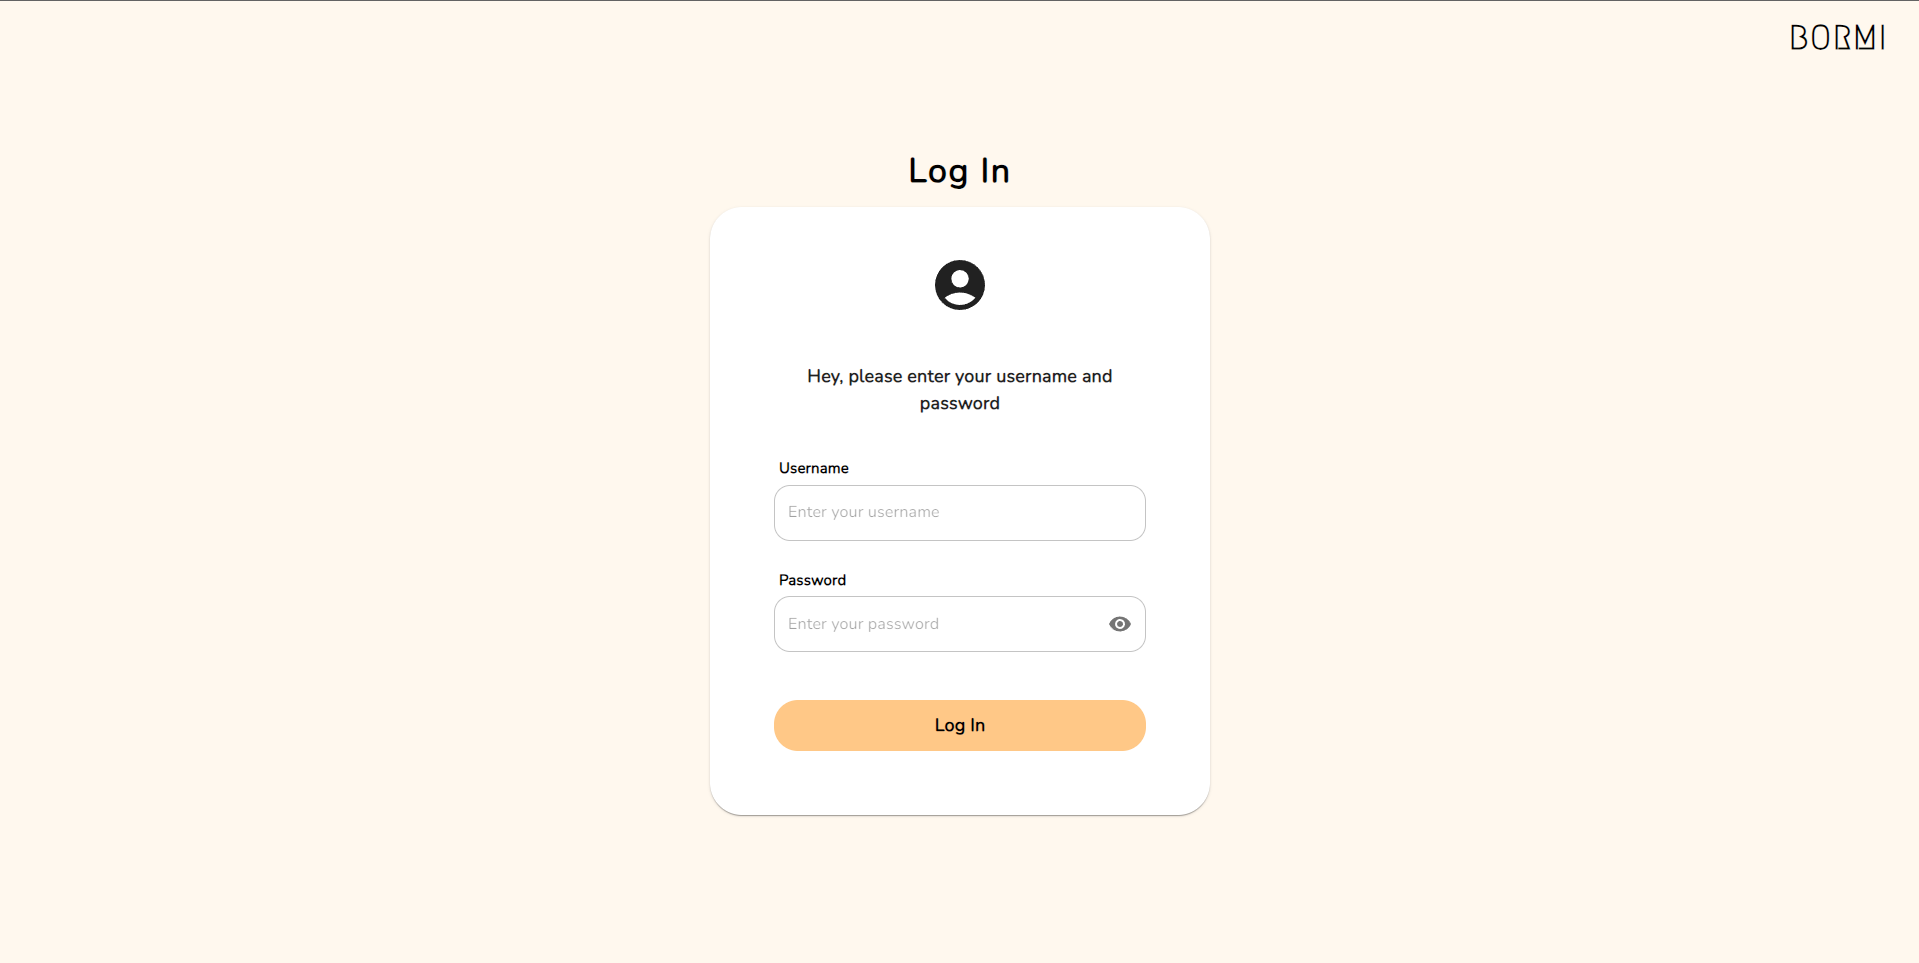 BORMI
Log In
Hey, please enter your username and
password
Username
Enter your username
Password
Enter your password
Log In